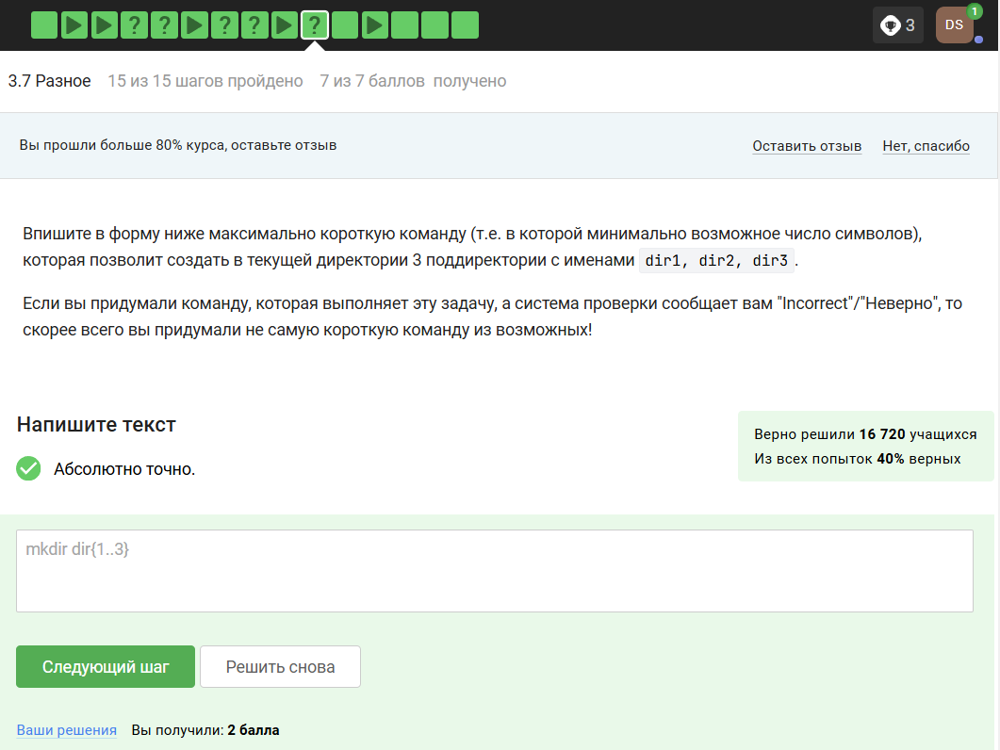 ? ? ? ? ?
3
DS
1
3.7 Разное 15 из 15 шагов пройдено 7 из 7 баллов получено
Вы прошли больше 80% курса, оставьте отзыв Оставить отзыв Нет, спасибо
Впишите в форму ниже максимально короткую команду (т.е. в которой минимально возможное число символов),
которая позволит создать в текущей директории 3 поддиректории с именами dir1, dir2, dir3.
Если вы придумали команду, которая выполняет эту задачу, а система проверки сообщает вам "Incorrect"/"Неверно", то
скорее всего вы придумали не самую короткую команду из возможных!
Напишите текст
Абсолютно точно.
Верно решили 16 720 учащихся
Из всех попыток 40% верных
mkdir dir{1..3}
Следующий шаг Решить снова
Ваши решения Вы получили: 2 балла